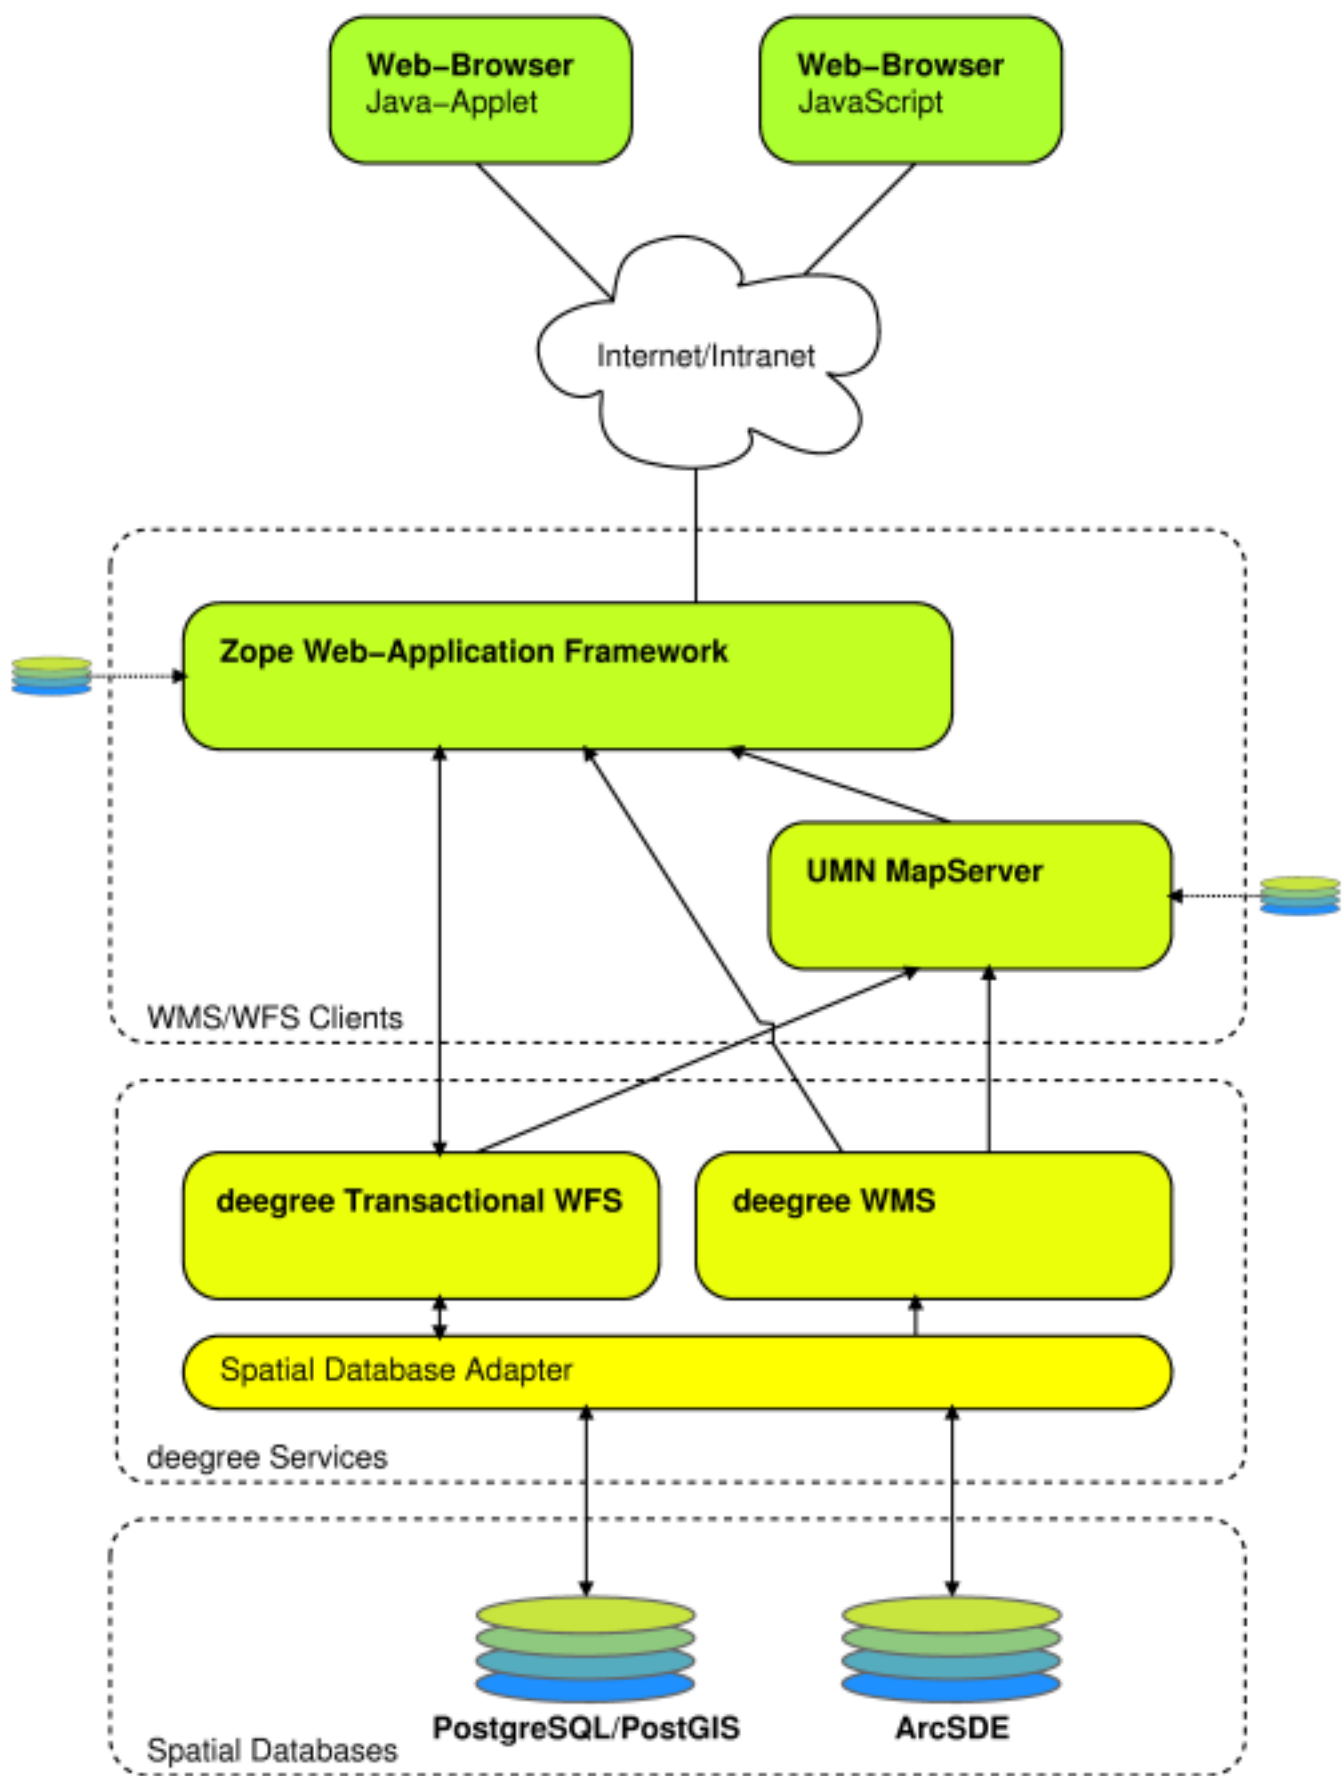 Web–Browser
Java–Applet
Web–Browser
JavaScript
Internet/Intranet
Zope Web–Application Framework
UMN MapServer
WMS/WFS Clients
deegree Transactional WFS
deegree WMS
Spatial Database Adapter
deegree Services
PostgreSQL/PostGIS
ArcSDE
Spatial Databases